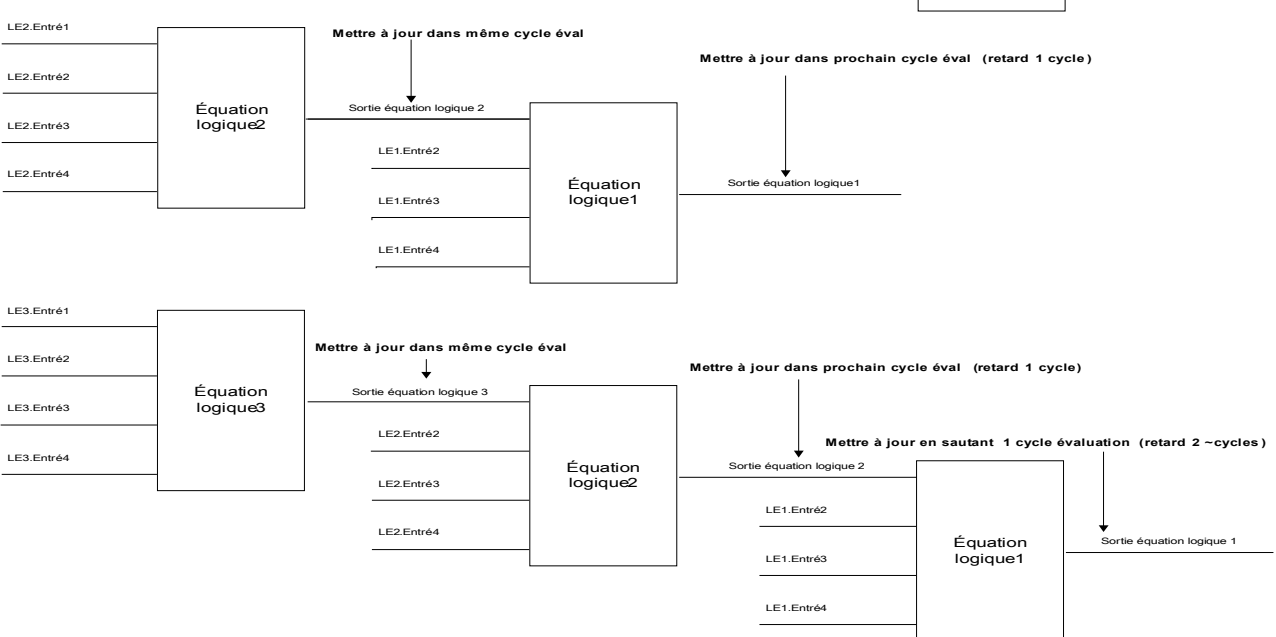 LE2.Entré1
LE2.Entré2
LE2.Entré3
LE2.Entré4
Équation
logique2
Mettre à jour dans même cycle éval
Sortie équation logique 2
LE1.Entré2
LE1.Entré3
LE1.Entré4
Équation
logique1
Mettre à jour dans prochain cycle éval (retard 1 cycle)
Sortie équation logique1
LE3.Entré1
LE3.Entré2
LE3.Entré3
LE3.Entré4
Équation
logique3
Mettre à jour dans même cycle éval
Sortie équation logique 3
LE2.Entré2
LE2.Entré3
LE2.Entré4
Équation
logique2
Mettre à jour dans prochain cycle éval (retard 1 cycle)
Sortie équation logique 2
LE1.Entré2
LE1.Entré3
LE1.Entré4
Équation
logique1
Mettre à jour en sautant 1 cycle évaluation (retard 2 ~cycles)
Sortie équation logique 1